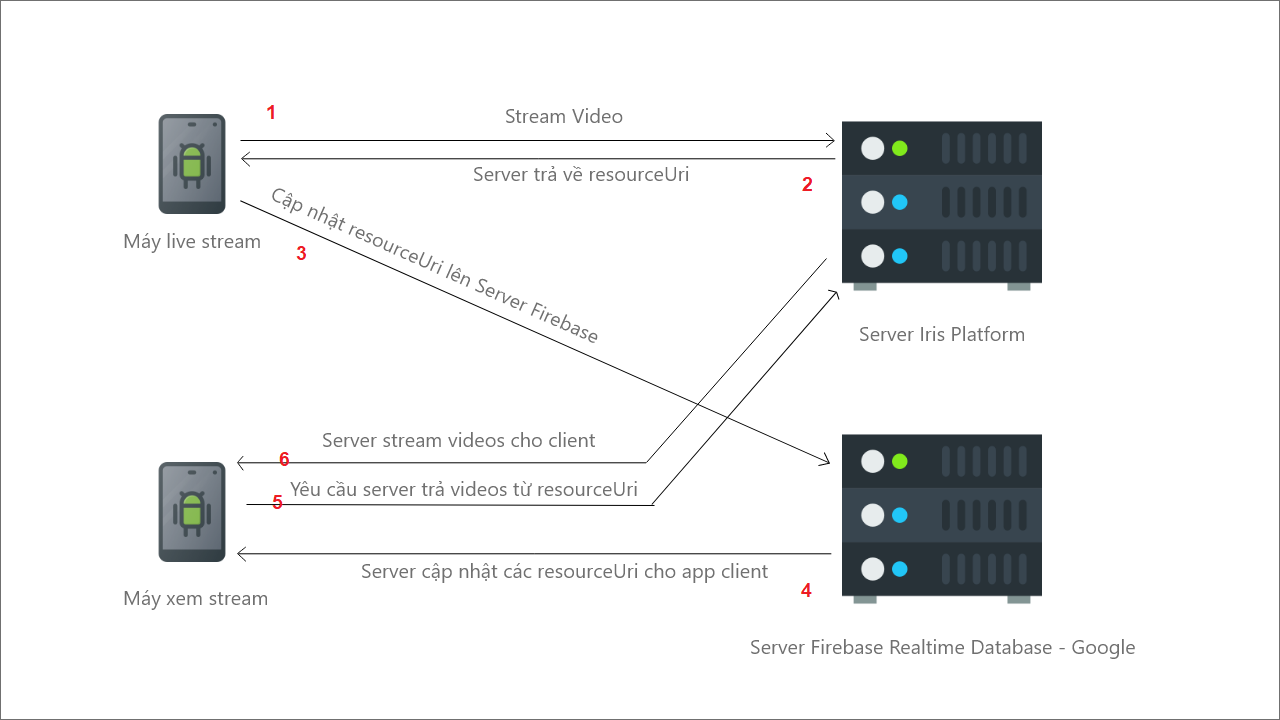 1
Stream Video
Server trả về resourceUri
2
Máy live stream
Cập nhật resourceUri lên Server Firebase
3
Server Iris Platform
Server stream videos cho client
6
Yêu cầu server trả videos từ resourceUri
5
Server cập nhật các resourceUri cho app client
4
Máy xem stream
Server Firebase Realtime Database - Google